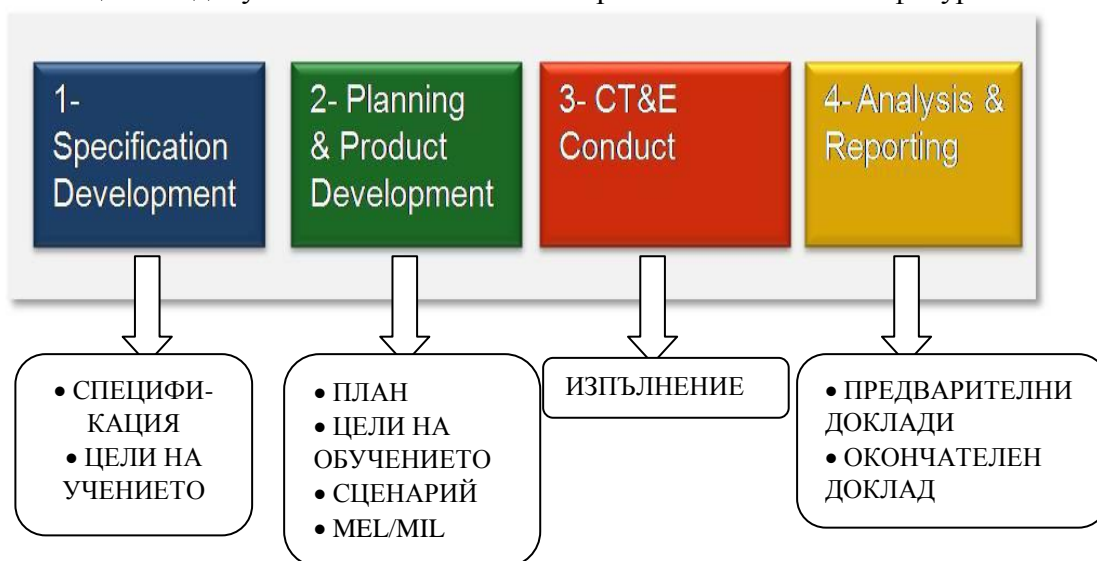 1-
Specification
Development
2- Planning
& Product
Development
3- CT&E
Conduct
4- Analysis &
Reporting
• СПЕЦИФИ-
КАЦИЯ
• ЦЕЛИ НА
УЧЕНИЕТО
• ПЛАН
• ЦЕЛИ НА
ОБУЧЕНИЕТО
• СЦЕНАРИЙ
• MEL/MIL
ИЗПЪЛНЕНИЕ
• ПРЕДВАРИТЕЛНИ
ДОКЛАДИ
• ОКОНЧАТЕЛЕН
ДОКЛАД